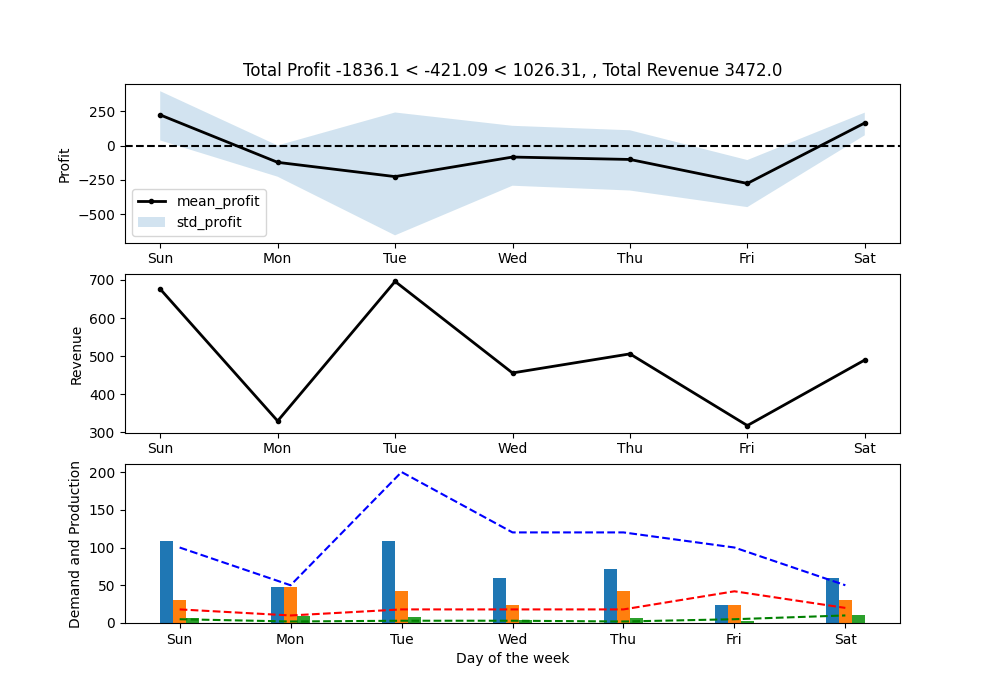 Total Profit -1836.1 < -421.09 < 1026.31, , Total Revenue 3472.0
Profit
250
0
−250
−500
mean_profit
std_profit
Sun Mon Tue Wed Thu Fri Sat
Revenue
700
600
500
400
300
Sun Mon Tue Wed Thu Fri Sat
Demand and Production
200
150
100
50
0
Sun Mon Tue Wed Thu Fri Sat
Day of the week